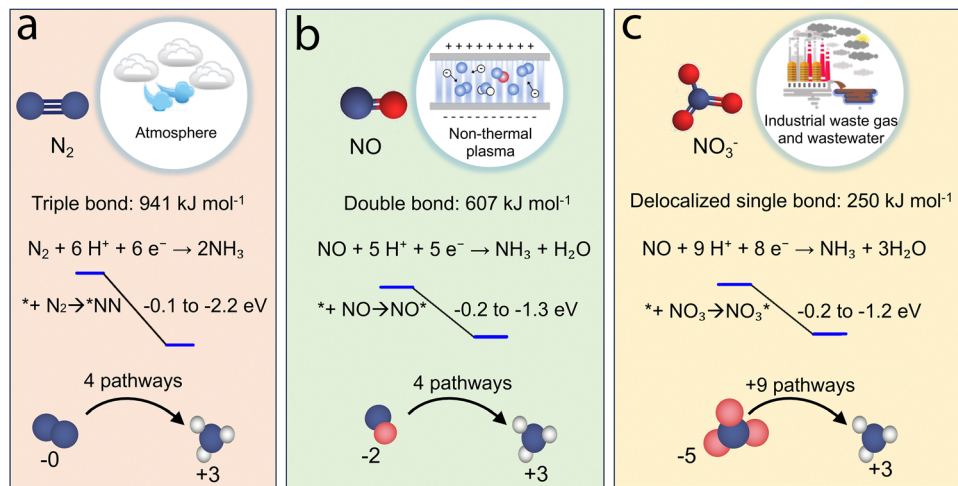 a
Atmosphere
N₂
Triple bond: 941 kJ mol⁻¹
N₂ + 6 H⁺ + 6 e⁻ → 2NH₃
*+ N₂→*NN
-0.1 to -2.2 eV
4 pathways
-0
+3
b
+ + + + + + + + +
- - - - - - - - - -
Non-thermal
plasma
NO
Double bond: 607 kJ mol⁻¹
NO + 5 H⁺ + 5 e⁻ → NH₃ + H₂O
*+ NO→NO*
-0.2 to -1.3 eV
4 pathways
-2
+3
c
Industrial waste gas
and wastewater
NO₃⁻
Delocalized single bond: 250 kJ mol⁻¹
NO + 9 H⁺ + 8 e⁻ → NH₃ + 3H₂O
*+ NO₃→NO₃*
-0.2 to -1.2 eV
+9 pathways
-5
+3